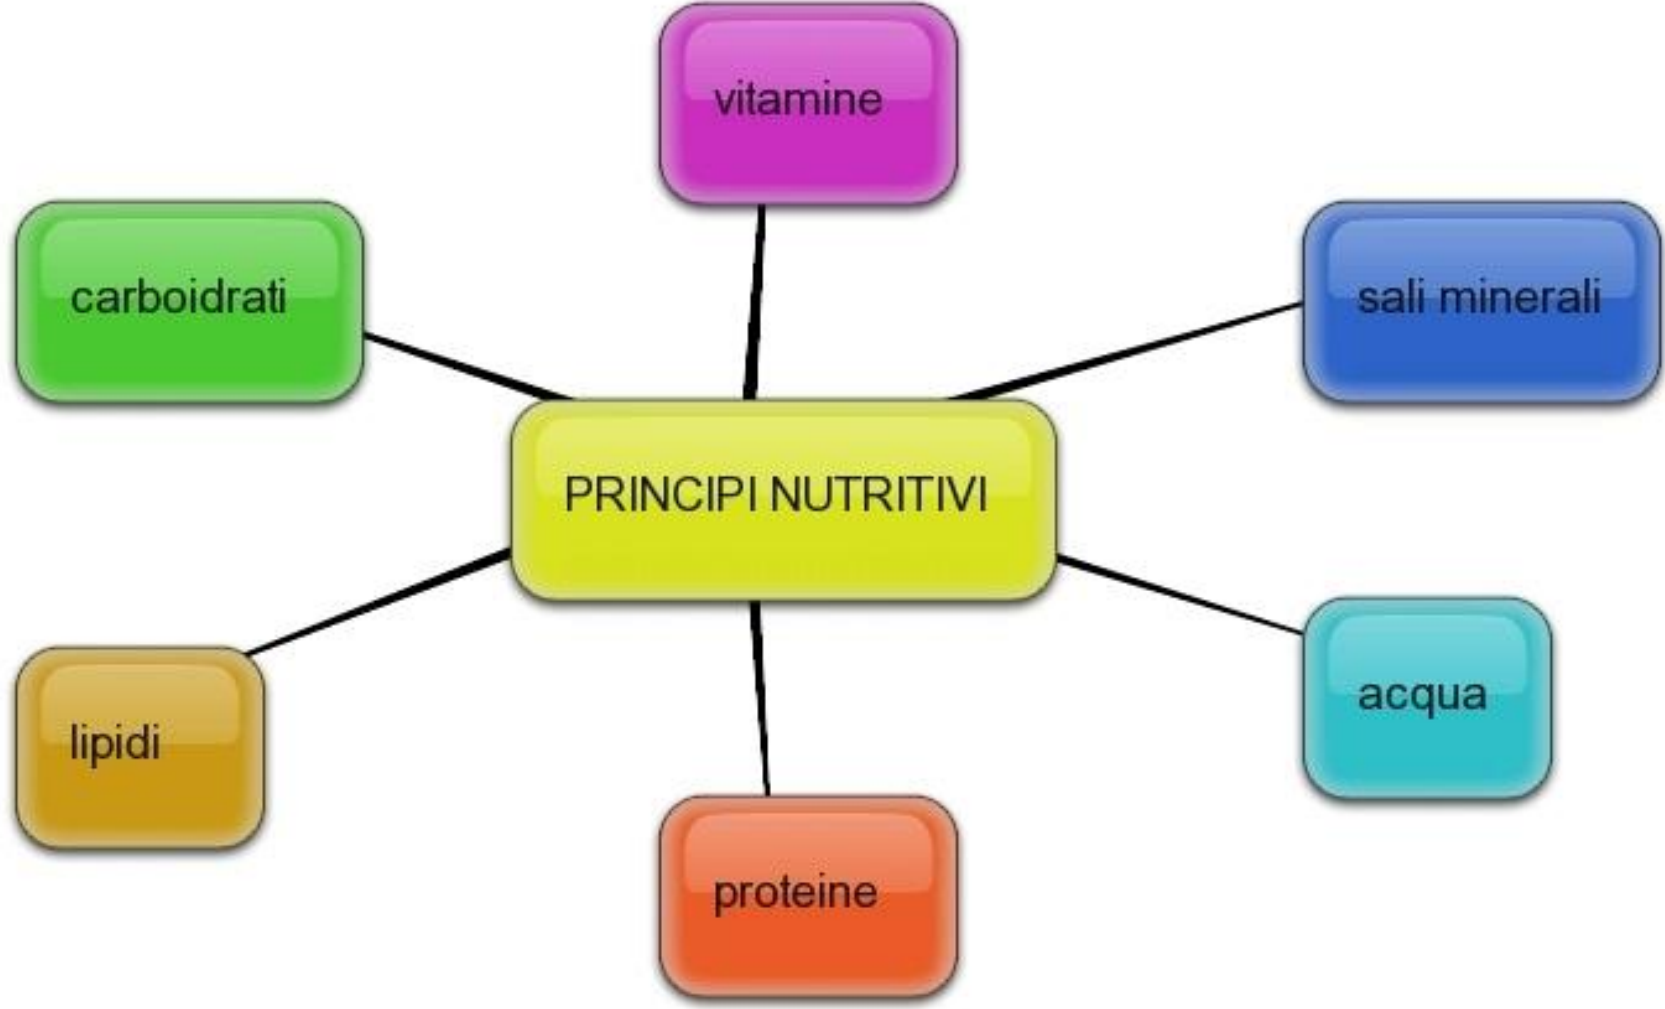 vitamine
carboidrati
sali minerali
PRINCIPI NUTRITIVI
lipidi
acqua
proteine